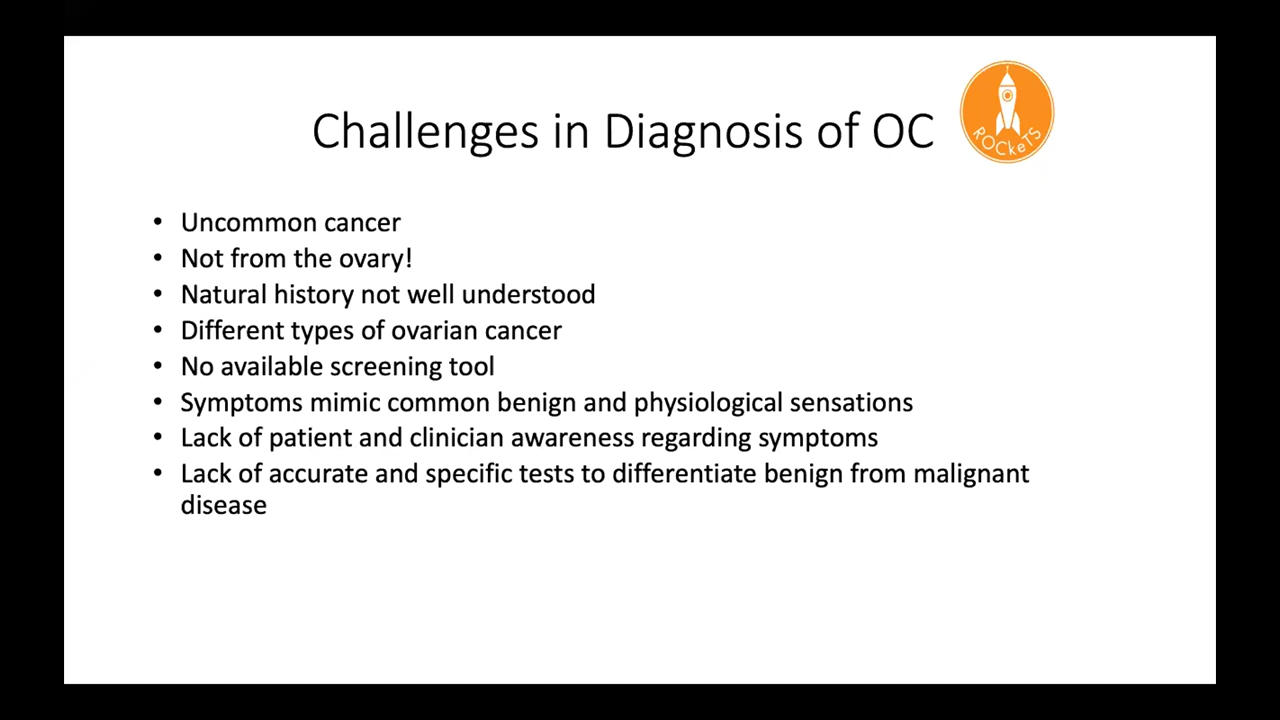 Challenges in Diagnosis of OC
ROCkeTS
• Uncommon cancer
• Not from the ovary!
• Natural history not well understood
• Different types of ovarian cancer
• No available screening tool
• Symptoms mimic common benign and physiological sensations
• Lack of patient and clinician awareness regarding symptoms
• Lack of accurate and specific tests to differentiate benign from malignant
disease